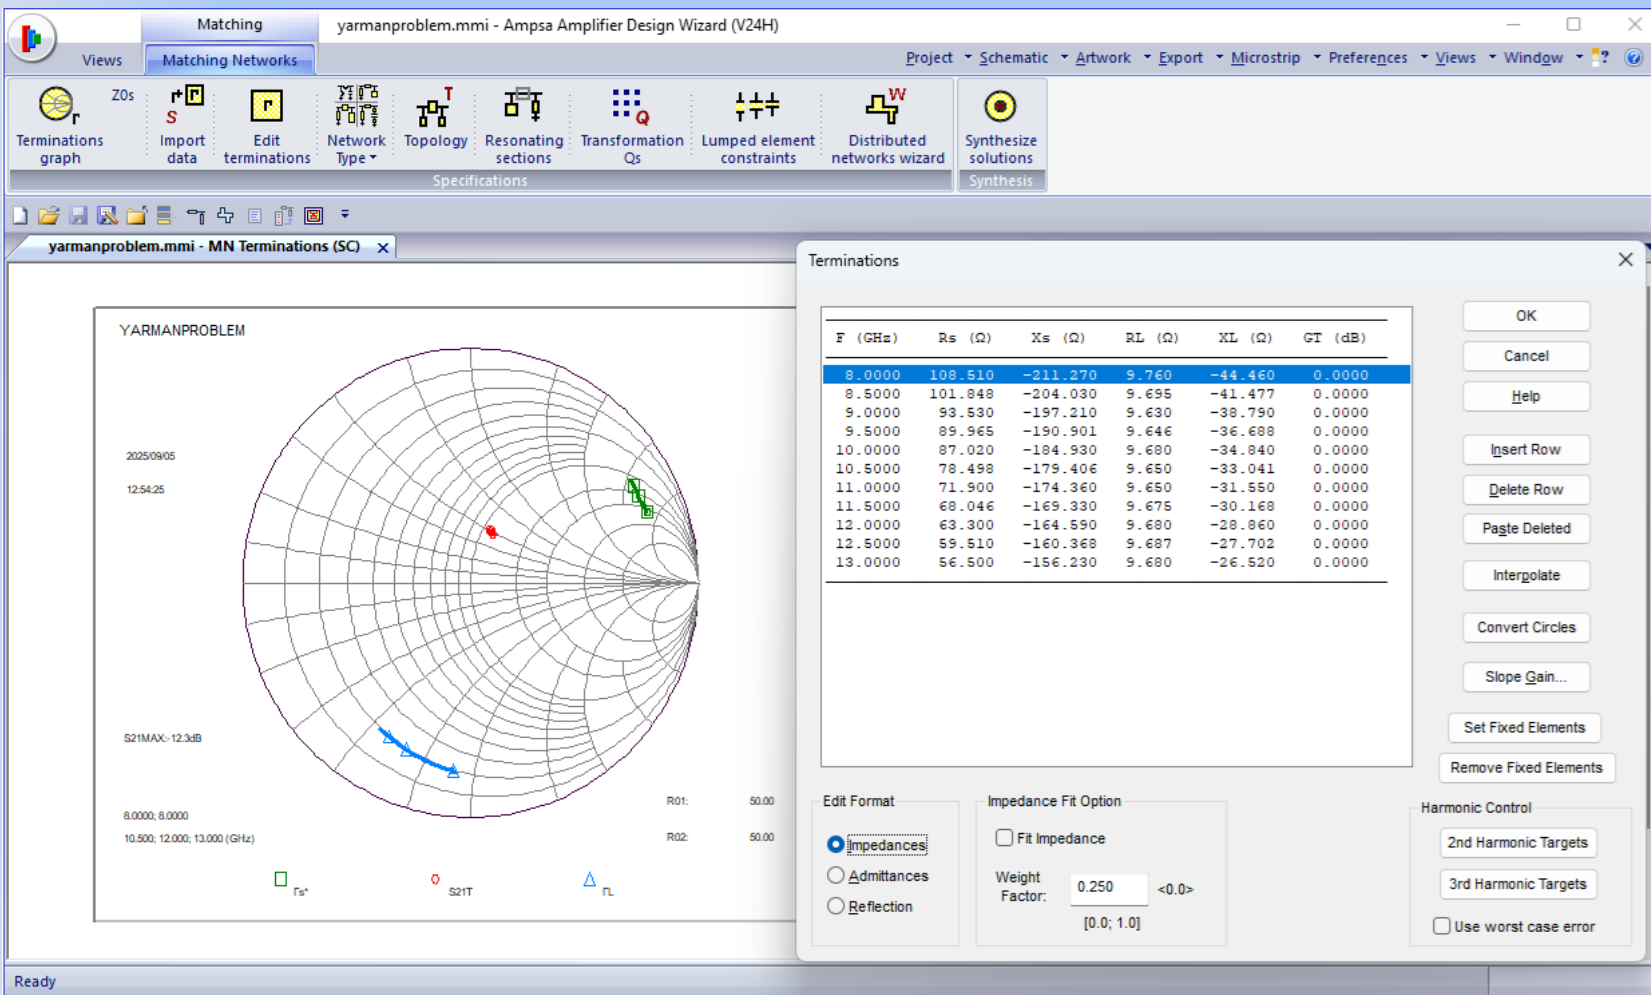 Matching
yarmanproblem.mmi - Ampsa Amplifier Design Wizard (V24H)
Views
Matching Networks
Project
Schematic
Artwork
Export
Microstrip
Preferences
Views
Window
?
Terminations graph
Z0s
Import data
Edit terminations
Network Type
Topology
Resonating sections
Transformation Qs
Lumped element constraints
Distributed networks wizard
Synthesize solutions
Specifications
Synthesis
yarmanproblem.mmi - MN Terminations (SC)
YARMANPROBLEM
2025/09/05
12:54:25
S21MAX:-12.3dB
8.0000; 8.0000
10.500; 12.000; 13.000 (GHz)
R01: 50.00
R02: 50.00
Γs*
S21T
ΓL
Terminations
F (GHz) Rs (Ω) Xs (Ω) RL (Ω) XL (Ω) GT (dB)
8.0000 108.510 -211.270 9.760 -44.460 0.0000
8.5000 101.848 -204.030 9.695 -41.477 0.0000
9.0000 93.530 -197.210 9.630 -38.790 0.0000
9.5000 89.965 -190.901 9.646 -36.688 0.0000
10.0000 87.020 -184.930 9.680 -34.840 0.0000
10.5000 78.498 -179.406 9.650 -33.041 0.0000
11.0000 71.900 -174.360 9.650 -31.550 0.0000
11.5000 68.046 -169.330 9.675 -30.168 0.0000
12.0000 63.300 -164.590 9.680 -28.860 0.0000
12.5000 59.510 -160.368 9.687 -27.702 0.0000
13.0000 56.500 -156.230 9.680 -26.520 0.0000
OK
Cancel
Help
Insert Row
Delete Row
Paste Deleted
Interpolate
Convert Circles
Slope Gain...
Set Fixed Elements
Remove Fixed Elements
Edit Format
Impedances
Admittances
Reflection
Impedance Fit Option
Fit Impedance
Weight Factor:
0.250
<0.0>
[0.0; 1.0]
Harmonic Control
2nd Harmonic Targets
3rd Harmonic Targets
Use worst case error
Ready